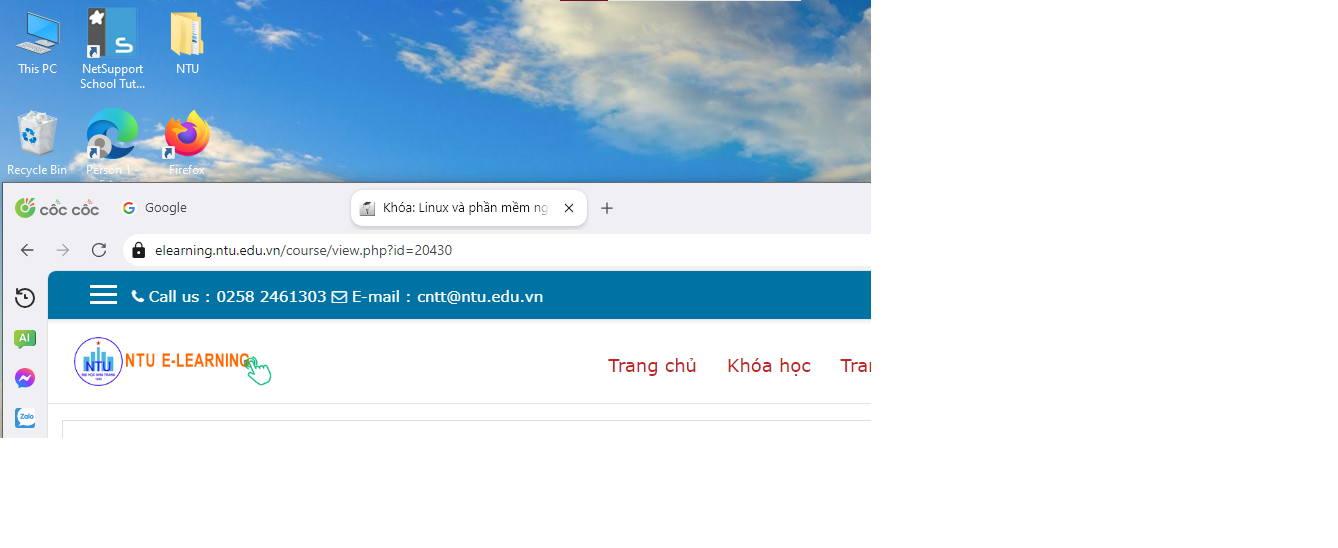 This PC
NetSupport School Tut...
NTU
Recycle Bin
Person 1 -
Firefox
cốc cốc
Google
Khóa: Linux và phần mềm ng
elearning.ntu.edu.vn/course/view.php?id=20430
Call us : 0258 2461303 E-mail : cntt@ntu.edu.vn
AI
NTU
NTU E-LEARNING
Trang chủ Khóa học
Zalo